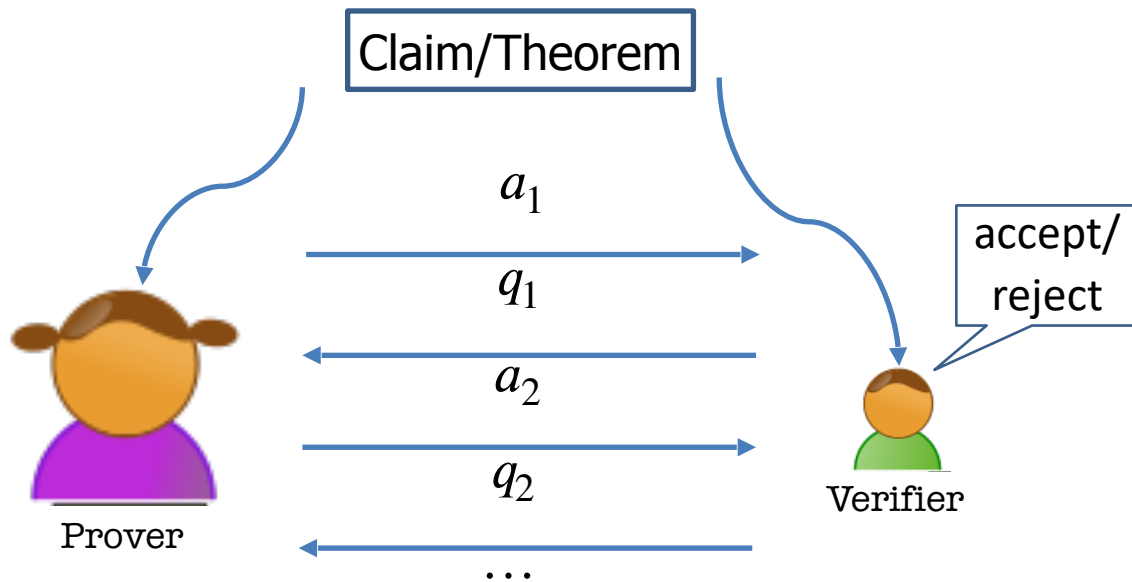 Claim/Theorem
a₁
accept/
reject
q₁
a₂
q₂
Verifier
Prover
...